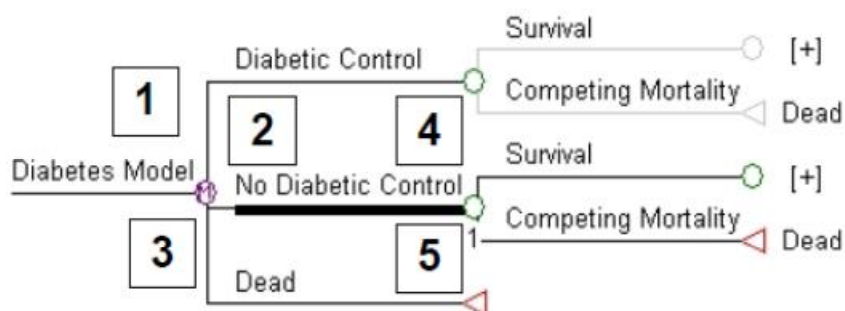 Survival
Diabetic Control
[+]
1
Competing Mortality
2
4
Dead
Survival
Diabetes Model
M
No Diabetic Control
[+]
Competing Mortality
3
5
1
Dead
Dead